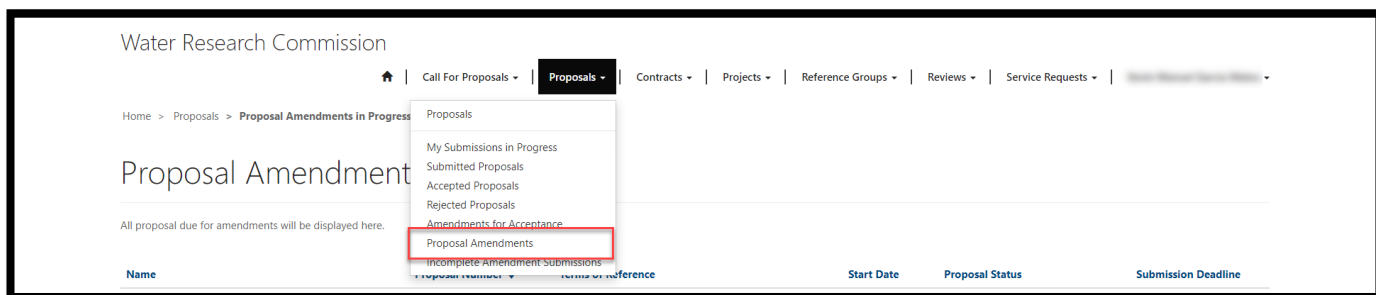 Water Research Commission
Call For Proposals | Proposals | Contracts | Projects | Reference Groups | Reviews | Service Requests |
Home > Proposals > Proposal Amendments in Progress
Proposals
My Submissions in Progress
Submitted Proposals
Accepted Proposals
Rejected Proposals
Amendments for Acceptance
Proposal Amendments
Incomplete Amendment Submissions
Proposal Amendment
All proposal due for amendments will be displayed here.
Name Proposal Number Terms of Reference Start Date Proposal Status Submission Deadline